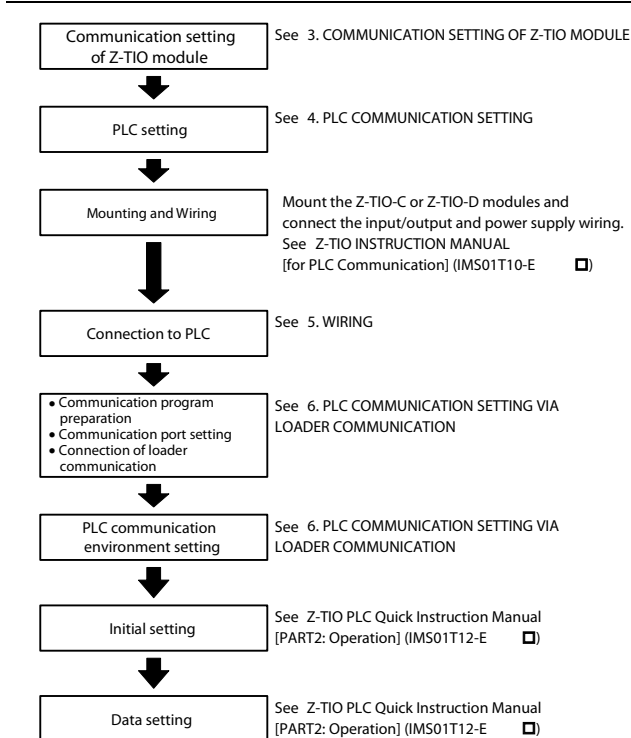 Communication setting
of Z-TIO module
See 3. COMMUNICATION SETTING OF Z-TIO MODULE
PLC setting
See 4. PLC COMMUNICATION SETTING
Mounting and Wiring
Mount the Z-TIO-C or Z-TIO-D modules and
connect the input/output and power supply wiring.
See Z-TIO INSTRUCTION MANUAL
[for PLC Communication] (IMS01T10-E □)
Connection to PLC
See 5. WIRING
• Communication program
preparation
• Communication port setting
• Connection of loader
communication
See 6. PLC COMMUNICATION SETTING VIA
LOADER COMMUNICATION
PLC communication
environment setting
See 6. PLC COMMUNICATION SETTING VIA
LOADER COMMUNICATION
Initial setting
See Z-TIO PLC Quick Instruction Manual
[PART2: Operation] (IMS01T12-E □)
Data setting
See Z-TIO PLC Quick Instruction Manual
[PART2: Operation] (IMS01T12-E □)